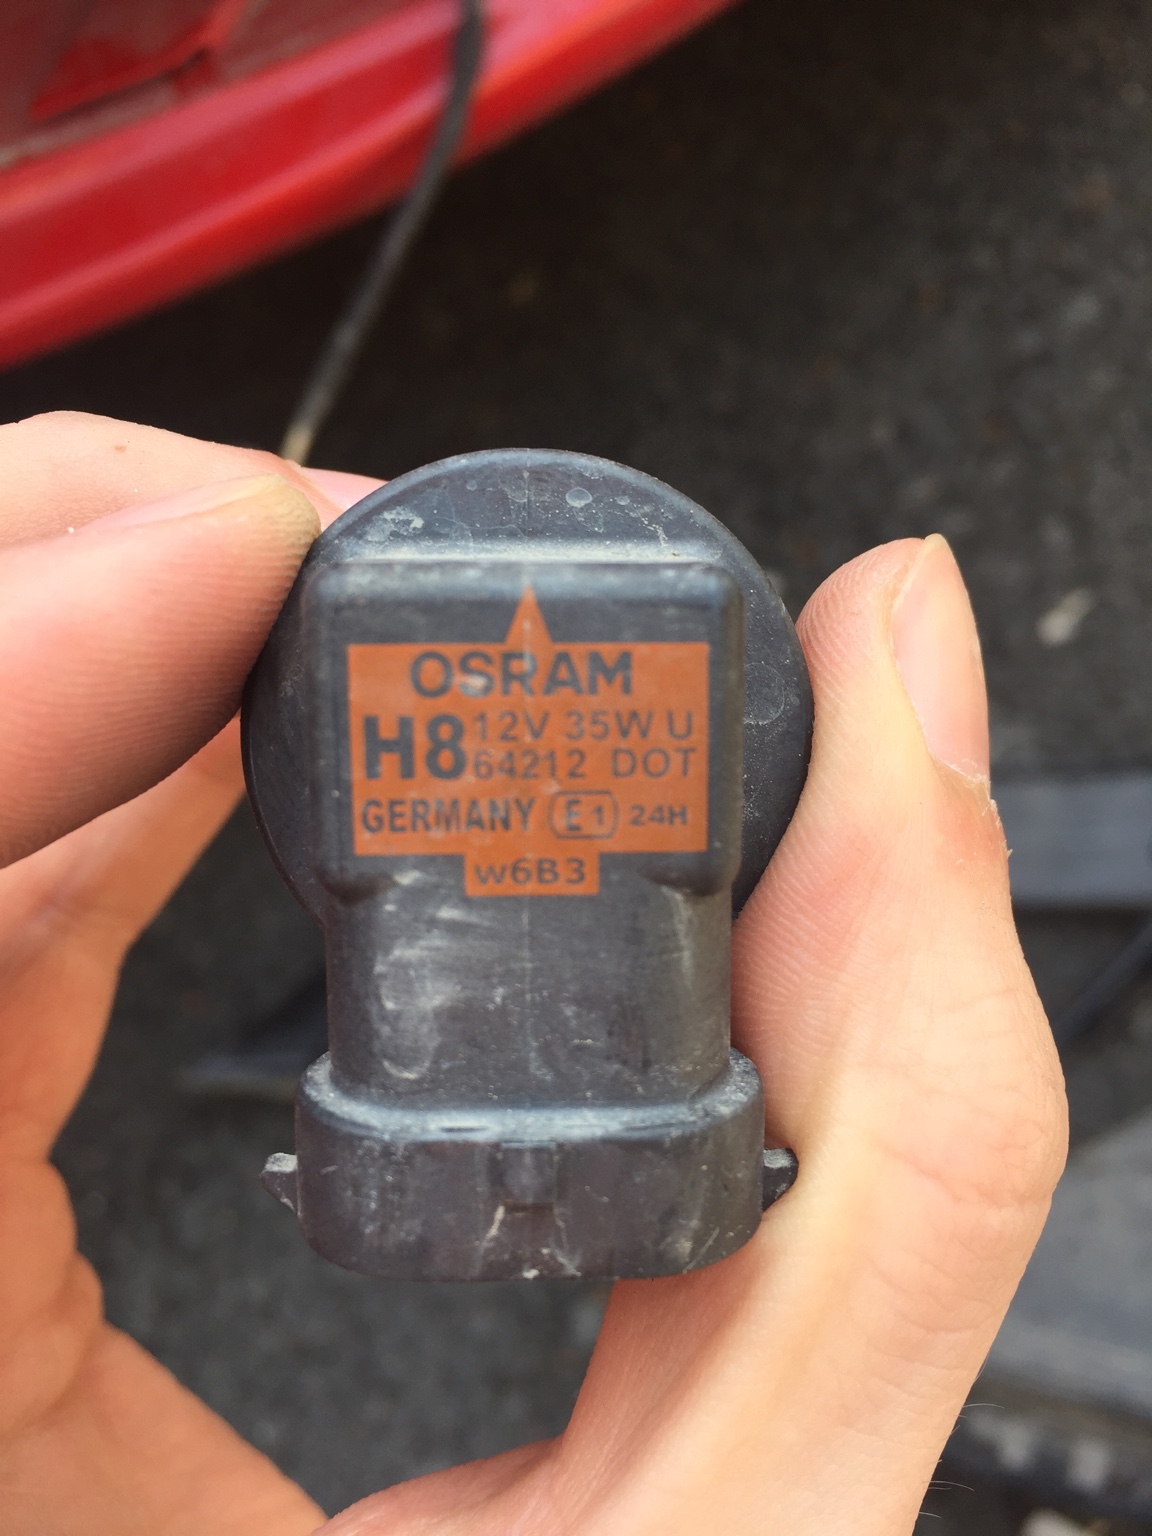 OSRAM
H8 12V 35W U
64212 DOT
GERMANY E1 24H
w6B3